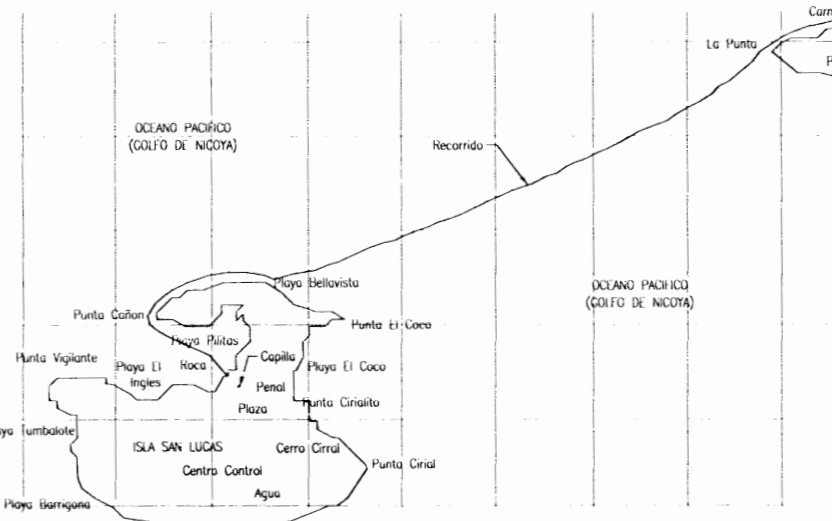 La Punta
OCEANO PACIFICO
(GOLFO DE NICOYA)
Recorrido
Playa Bellavista
OCEANO PACIFICO
(GOLFO DE NICOYA)
Punta Cañon
Punta El Coco
Playa Pilitas
Punta Vigilante
Playa El
Ingles
Roca
Capilla
Playa El Coco
Penal
Plaza
Punta Cirialito
Tumbalote
ISLA SAN LUCAS
Cerro Cirral
Centro Control
Punta Cirial
Agua
Playa Barrigona